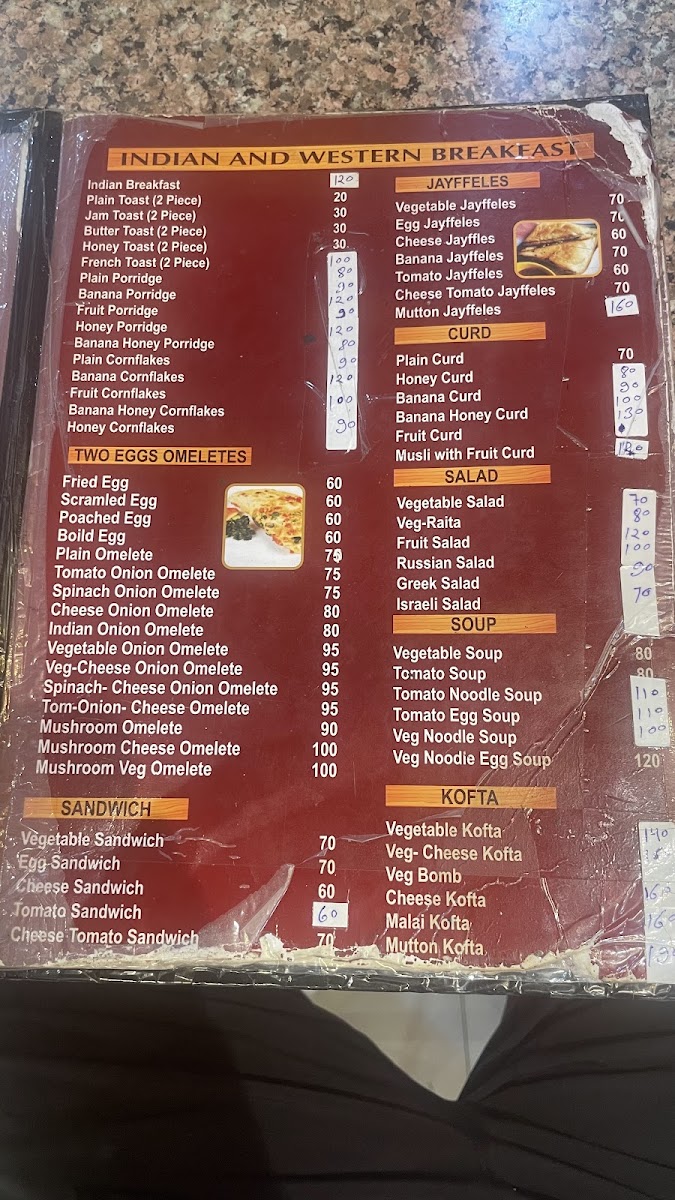 INDIAN AND WESTERN BREAKFAST
Indian Breakfast 120
Plain Toast (2 Piece) 20
Jam Toast (2 Piece) 30
Butter Toast (2 Piece) 30
Honey Toast (2 Piece) 30
French Toast (2 Piece) 100
Plain Porridge 80
Banana Porridge 90
Fruit Porridge 120
Honey Porridge 90
Banana Honey Porridge 120
Plain Cornflakes 80
Banana Cornflakes 90
Fruit Cornflakes 120
Banana Honey Cornflakes 100
Honey Cornflakes 90
TWO EGGS OMELETES
Fried Egg 60
Scramled Egg 60
Poached Egg 60
Boild Egg 60
Plain Omelete 75
Tomato Onion Omelete 75
Spinach Onion Omelete 75
Cheese Onion Omelete 80
Indian Onion Omelete 80
Vegetable Onion Omelete 95
Veg-Cheese Onion Omelete 95
Spinach- Cheese Onion Omelete 95
Tom-Onion- Cheese Omelete 95
Mushroom Omelete 90
Mushroom Cheese Omelete 100
Mushroom Veg Omelete 100
SANDWICH
Vegetable Sandwich 70
Egg Sandwich 70
Cheese Sandwich 60
Tomato Sandwich 60
Cheese Tomato Sandwich 70
JAYFFELES
Vegetable Jayffeles 70
Egg Jayffeles 70
Cheese Jayffles 60
Banana Jayffeles 70
Tomato Jayffeles 60
Cheese Tomato Jayffeles 70
Mutton Jayffeles 160
CURD
Plain Curd 70
Honey Curd 80
Banana Curd 90
Banana Honey Curd 100
Fruit Curd 130
Musli with Fruit Curd
SALAD
Vegetable Salad 70
Veg-Raita 80
Fruit Salad 120
Russian Salad 100
Greek Salad 90
Israeli Salad 70
SOUP
Vegetable Soup 80
Tomato Soup 80
Tomato Noodle Soup 110
Tomato Egg Soup 110
Veg Noodle Soup 100
Veg Noodle Egg Soup 120
KOFTA
Vegetable Kofta 140
Veg- Cheese Kofta
Veg Bomb
Cheese Kofta 160
Malai Kofta 160
Mutton Kofta